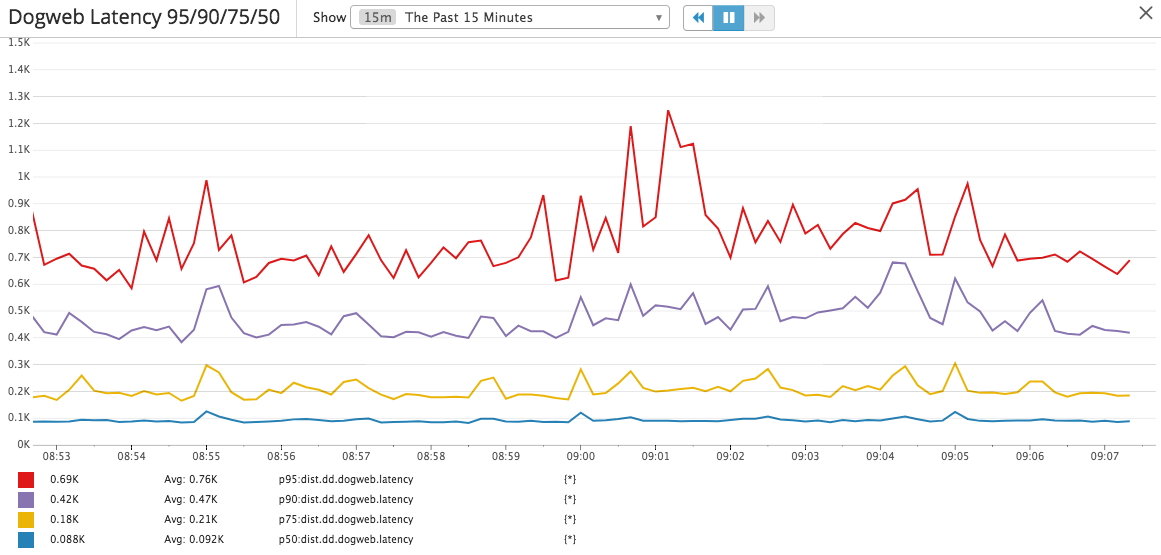 Dogweb Latency 95/90/75/50 Show 15m The Past 15 Minutes
1.5K
1.4K
1.3K
1.2K
1.1K
1K
0.9K
0.8K
0.7K
0.6K
0.5K
0.4K
0.3K
0.2K
0.1K
0K
08:53 08:54 08:55 08:56 08:57 08:58 08:59 09:00 09:01 09:02 09:03 09:04 09:05 09:06 09:07
0.69K Avg: 0.76K p95:dist.dd.dogweb.latency {*}
0.42K Avg: 0.47K p90:dist.dd.dogweb.latency {*}
0.18K Avg: 0.21K p75:dist.dd.dogweb.latency {*}
0.088K Avg: 0.092K p50:dist.dd.dogweb.latency {*}